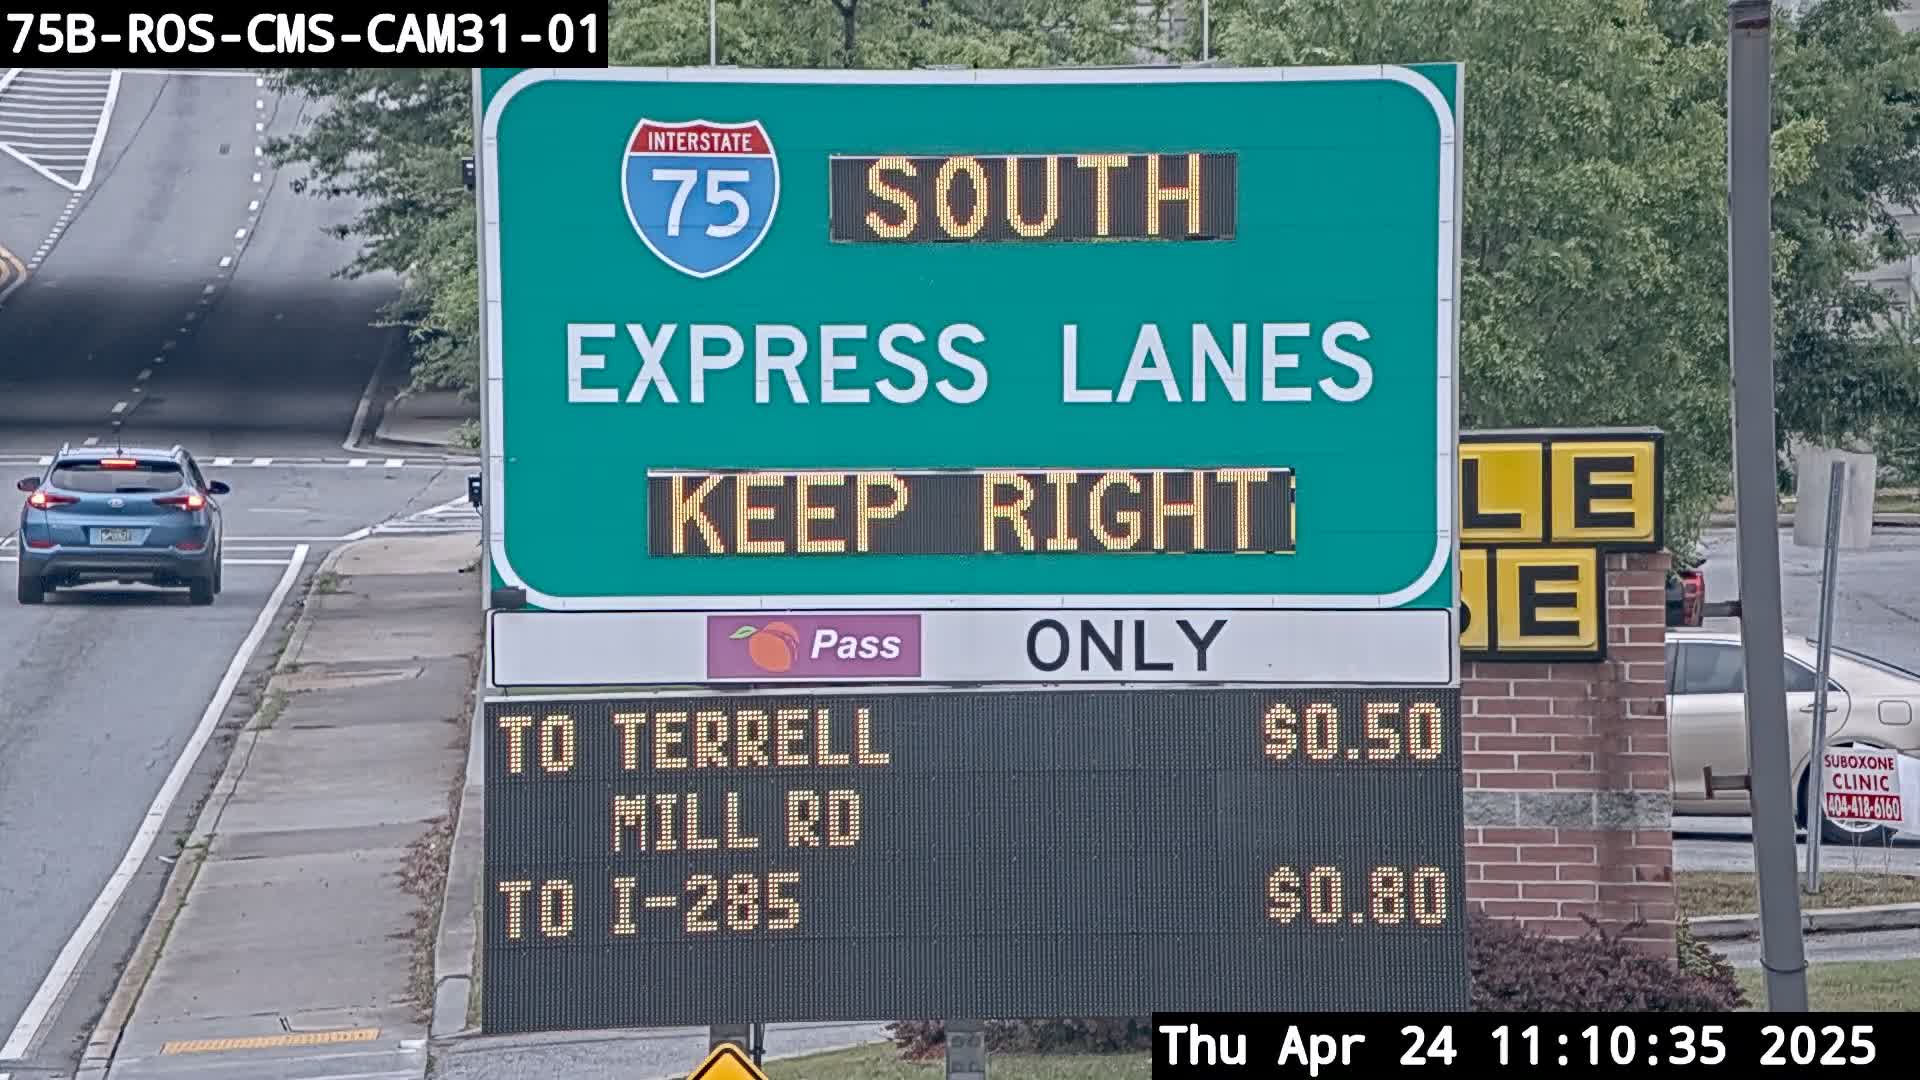 75B-ROS-CMS-CAM31-01
INTERSTATE
75
SOUTH
EXPRESS LANES
KEEP RIGHT
Pass ONLY
TO TERRELL $0.50
MILL RD
TO I-285 $0.80
LE
E
SUBOXONE
CLINIC
404-418-6160
Thu Apr 24 11:10:35 2025